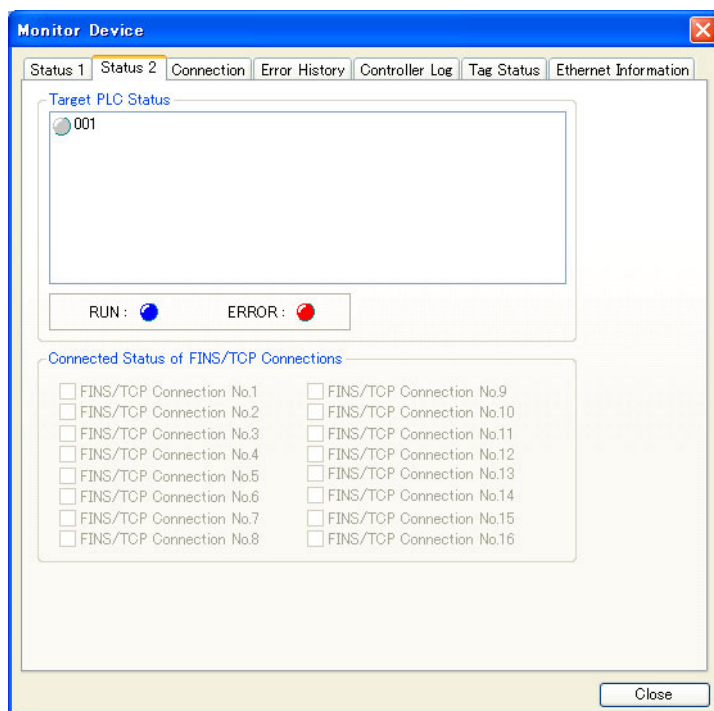 Monitor Device
Status 1 Status 2 Connection Error History Controller Log Tag Status Ethernet Information
Target PLC Status
001
RUN : ERROR :
Connected Status of FINS/TCP Connections
FINS/TCP Connection No.1 FINS/TCP Connection No.9
FINS/TCP Connection No.2 FINS/TCP Connection No.10
FINS/TCP Connection No.3 FINS/TCP Connection No.11
FINS/TCP Connection No.4 FINS/TCP Connection No.12
FINS/TCP Connection No.5 FINS/TCP Connection No.13
FINS/TCP Connection No.6 FINS/TCP Connection No.14
FINS/TCP Connection No.7 FINS/TCP Connection No.15
FINS/TCP Connection No.8 FINS/TCP Connection No.16
Close